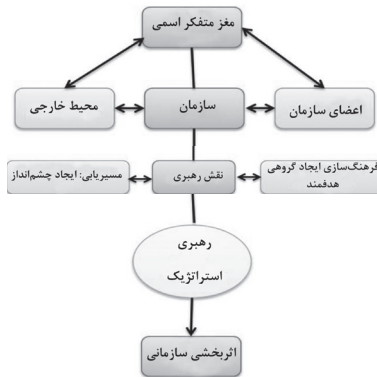 مغز متفکر اسمی
اعضای سازمان
سازمان
محیط خارجی
فرهنگ‌سازی ایجاد گروهی
هدفمند
نقش رهبری
مسیریابی: ایجاد چشم‌انداز
رهبری
استراتژیک
اثربخشی سازمانی